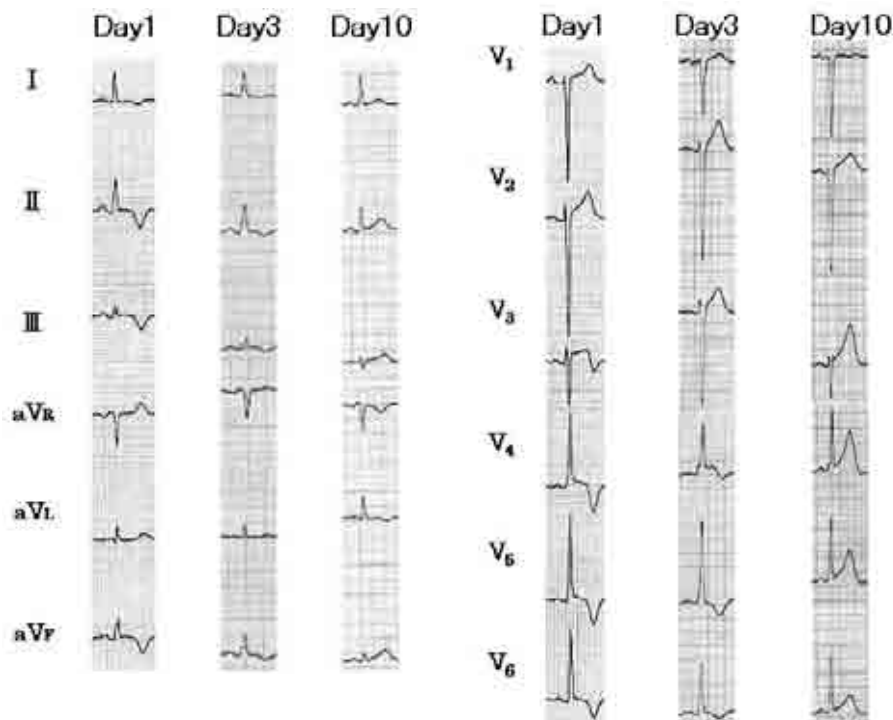 Day1 Day3 Day10
I
II
III
aVR
aVL
aVF
Day1 Day3 Day10
V1
V2
V3
V4
V5
V6